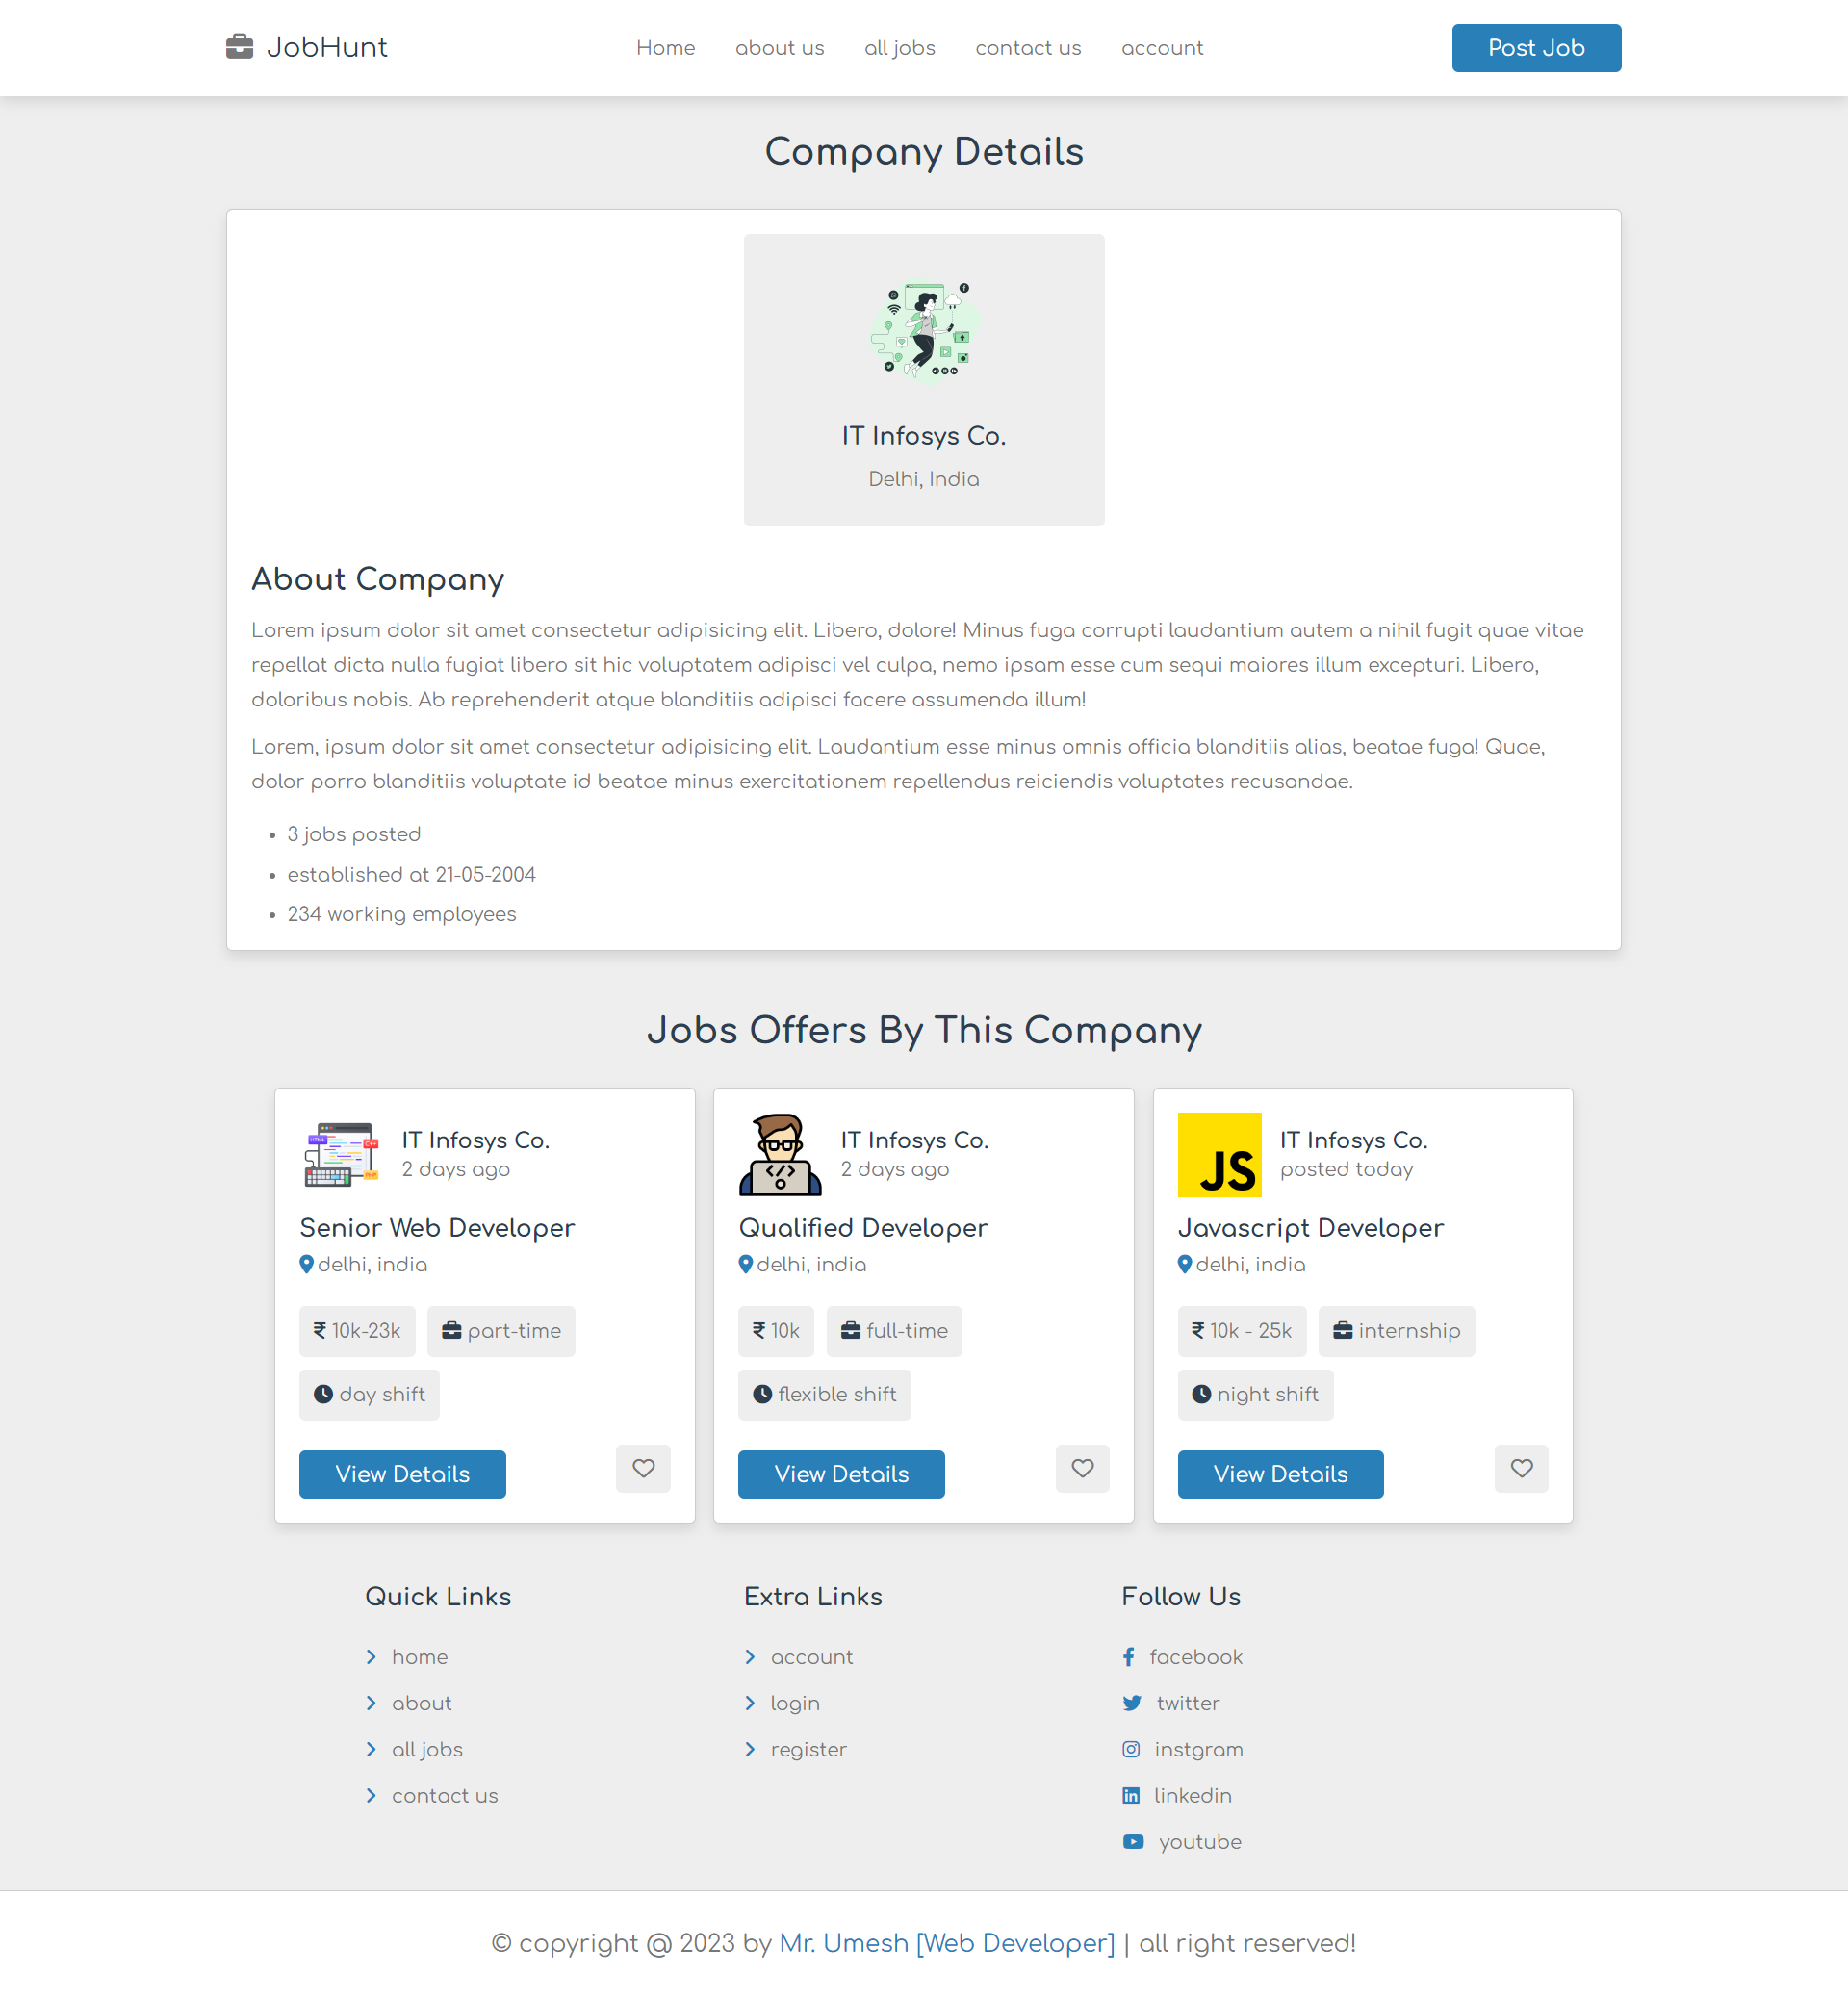 JobHunt
Home about us all jobs contact us account
Post Job
Company Details
IT Infosys Co.
Delhi, India
About Company
Lorem ipsum dolor sit amet consectetur adipisicing elit. Libero, dolore! Minus fuga corrupti laudantium autem a nihil fugit quae vitae
repellat dicta nulla fugiat libero sit hic voluptatem adipisci vel culpa, nemo ipsam esse cum sequi maiores illum excepturi. Libero,
doloribus nobis. Ab reprehenderit atque blanditiis adipisci facere assumenda illum!
Lorem, ipsum dolor sit amet consectetur adipisicing elit. Laudantium esse minus omnis officia blanditiis alias, beatae fuga! Quae,
dolor porro blanditiis voluptate id beatae minus exercitationem repellendus reiciendis voluptates recusandae.
• 3 jobs posted
• established at 21-05-2004
• 234 working employees
Jobs Offers By This Company
HTML
C++
PHP
IT Infosys Co.
2 days ago
Senior Web Developer
delhi, india
₹ 10k-23k
part-time
day shift
View Details
IT Infosys Co.
2 days ago
Qualified Developer
delhi, india
₹ 10k
full-time
flexible shift
View Details
JS
IT Infosys Co.
posted today
Javascript Developer
delhi, india
₹ 10k - 25k
internship
night shift
View Details
Quick Links
home
about
all jobs
contact us
Extra Links
account
login
register
Follow Us
facebook
twitter
instgram
linkedin
youtube
© copyright @ 2023 by Mr. Umesh [Web Developer] | all right reserved!